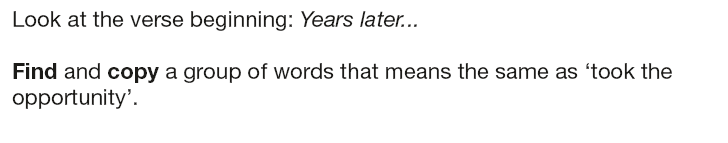 Look at the verse beginning: Years later...
Find and copy a group of words that means the same as ‘took the
opportunity’.